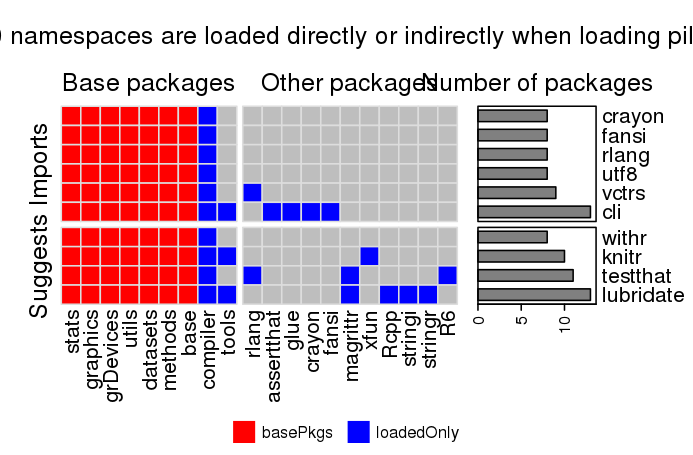 namespaces are loaded directly or indirectly when loading
Base packages
Other packages
Number of packages
Imports
Suggests
crayon
fansi
rlang
utf8
vctrs
cli
withr
knitr
testthat
lubridate
stats
graphics
grDevices
utils
datasets
methods
base
compiler
tools
rlang
assertthat
glue
crayon
fansi
magrittr
xfun
Rcpp
stringi
stringr
R6
0
5
10
basePkgs
loadedOnly